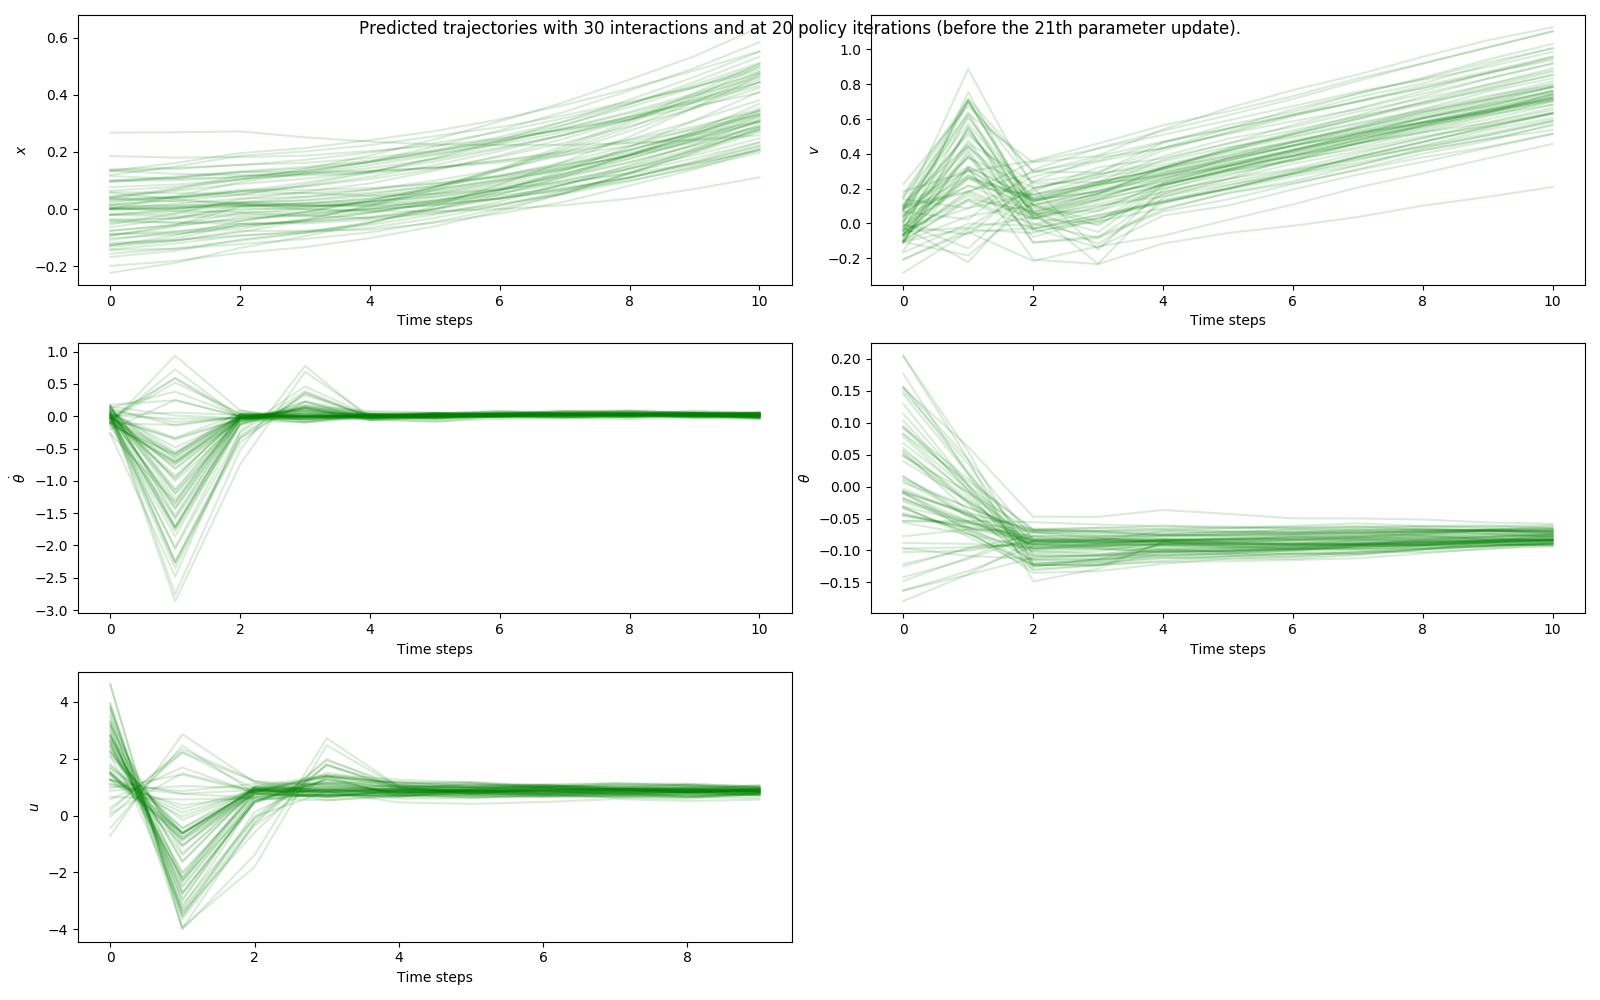 Predicted trajectories with 30 interactions and at 20 policy iterations (before the 21th parameter update).
0.6
0.4
0.2
0.0
−0.2
x
0 2 4 6 8 10
Time steps
1.0
0.8
0.6
0.4
0.2
0.0
−0.2
v
0 2 4 6 8 10
Time steps
1.0
0.5
0.0
−0.5
−1.0
−1.5
−2.0
−2.5
−3.0
θ̇
0 2 4 6 8 10
Time steps
0.20
0.15
0.10
0.05
0.00
−0.05
−0.10
−0.15
θ
0 2 4 6 8 10
Time steps
4
2
0
−2
−4
u
0 2 4 6 8
Time steps